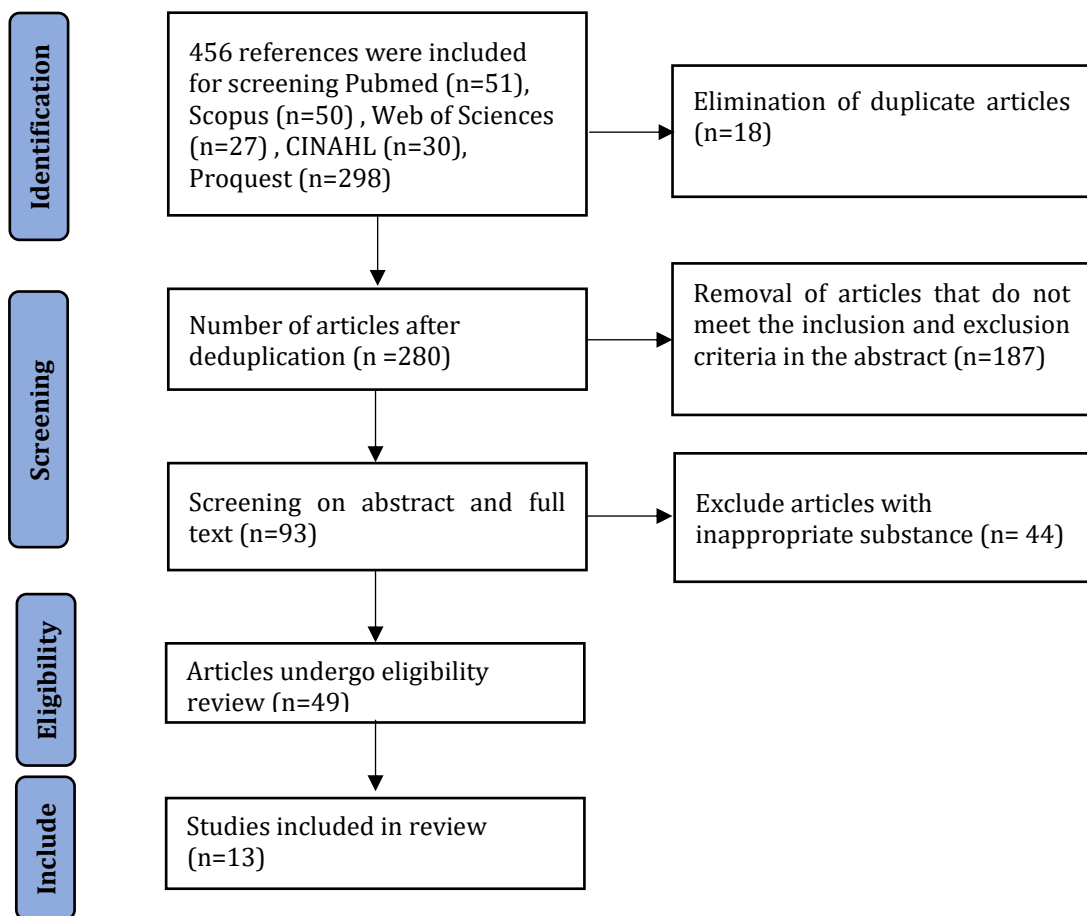 Identification
456 references were included
for screening Pubmed (n=51),
Scopus (n=50) , Web of Sciences
(n=27) , CINAHL (n=30),
Proquest (n=298)
Elimination of duplicate articles
(n=18)
Screening
Number of articles after
deduplication (n =280)
Removal of articles that do not
meet the inclusion and exclusion
criteria in the abstract (n=187)
Screening on abstract and full
text (n=93)
Exclude articles with
inappropriate substance (n= 44)
Eligibility
Articles undergo eligibility
review (n=49)
Include
Studies included in review
(n=13)